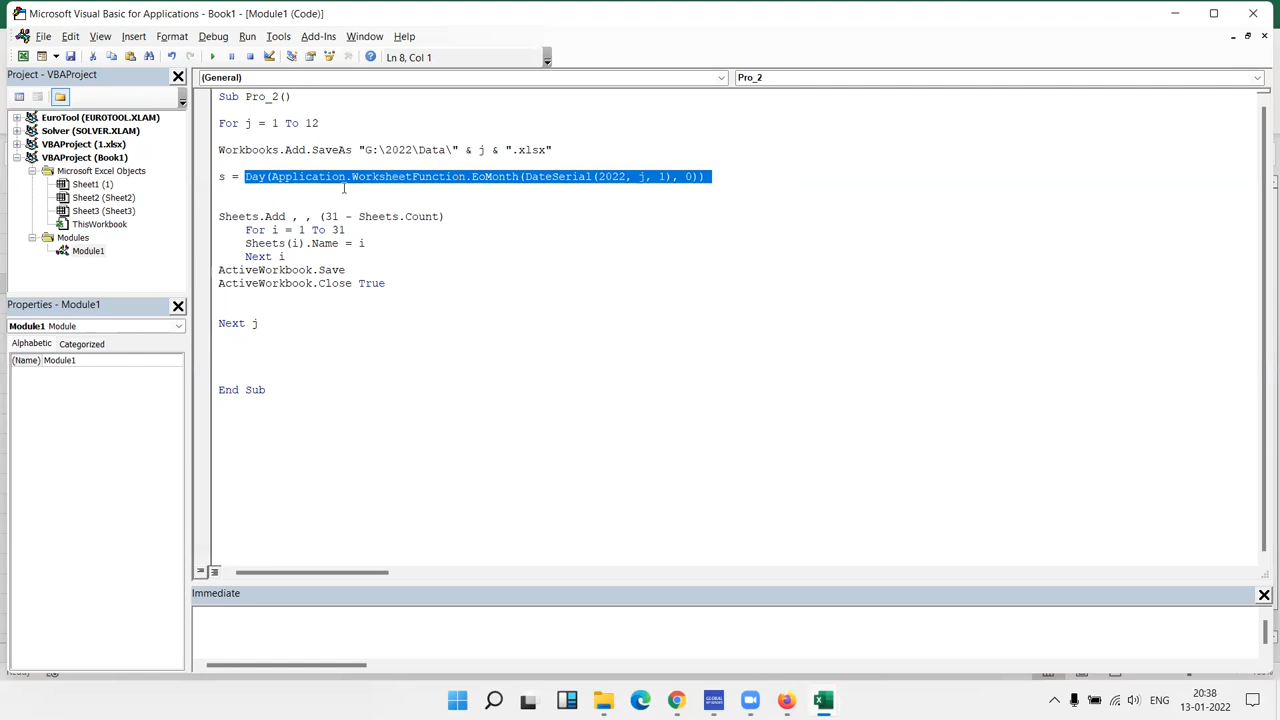 Microsoft Visual Basic for Applications - Book1 - [Module1 (Code)]
File Edit View Insert Format Debug Run Tools Add-Ins Window Help
Ln 8, Col 1
Project - VBAProject
(General)
Pro_2
EuroTool (EUROTOOL.XLAM)
Solver (SOLVER.XLAM)
VBAProject (1.xlsx)
VBAProject (Book1)
Microsoft Excel Objects
Sheet1 (1)
Sheet2 (Sheet2)
Sheet3 (Sheet3)
ThisWorkbook
Modules
Module1
Properties - Module1
Module1 Module
Alphabetic Categorized
(Name) Module1
Sub Pro_2()
For j = 1 To 12
Workbooks.Add.SaveAs "G:\2022\Data\" & j & ".xlsx"
s = Day(Application.WorksheetFunction.EoMonth(DateSerial(2022, j, 1), 0))
Sheets.Add , , (31 - Sheets.Count)
For i = 1 To 31
Sheets(i).Name = i
Next i
ActiveWorkbook.Save
ActiveWorkbook.Close True
Next j
End Sub
Immediate
ENG
20:38
13-01-2022